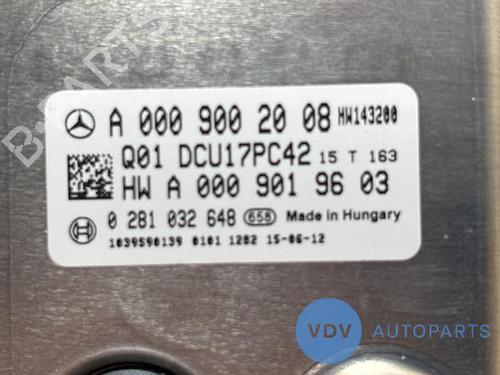 A 000 900 20 08 HW143200
Q01 DCU17PC42 15 T 163
HW A 000 901 96 03
0 281 032 648 658 Made in Hungary
1039S90139 0101 1282 15-06-12
B-PARTS
VDV AUTOPARTS